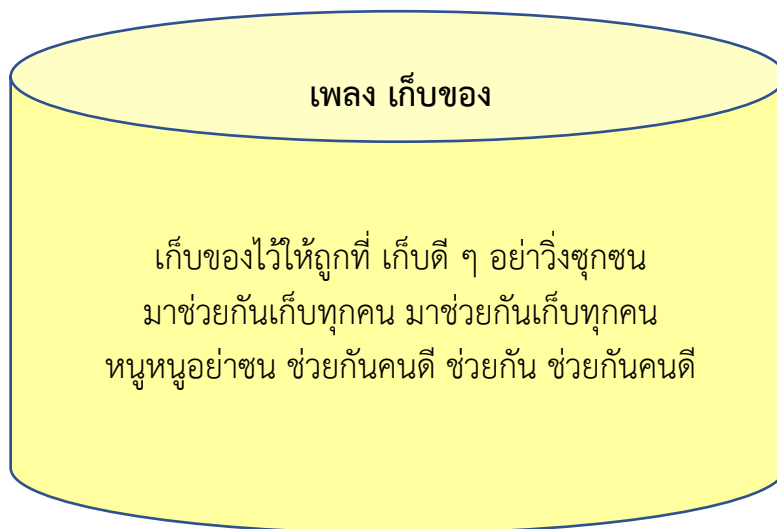 เพลง เก็บของ
เก็บของไว้ให้ถูกที่ เก็บดี ๆ อย่าวิ่งซุกซน
มาช่วยกันเก็บทุกคน มาช่วยกันเก็บทุกคน
หนูหนูอย่าซน ช่วยกันคนดี ช่วยกัน ช่วยกันคนดี